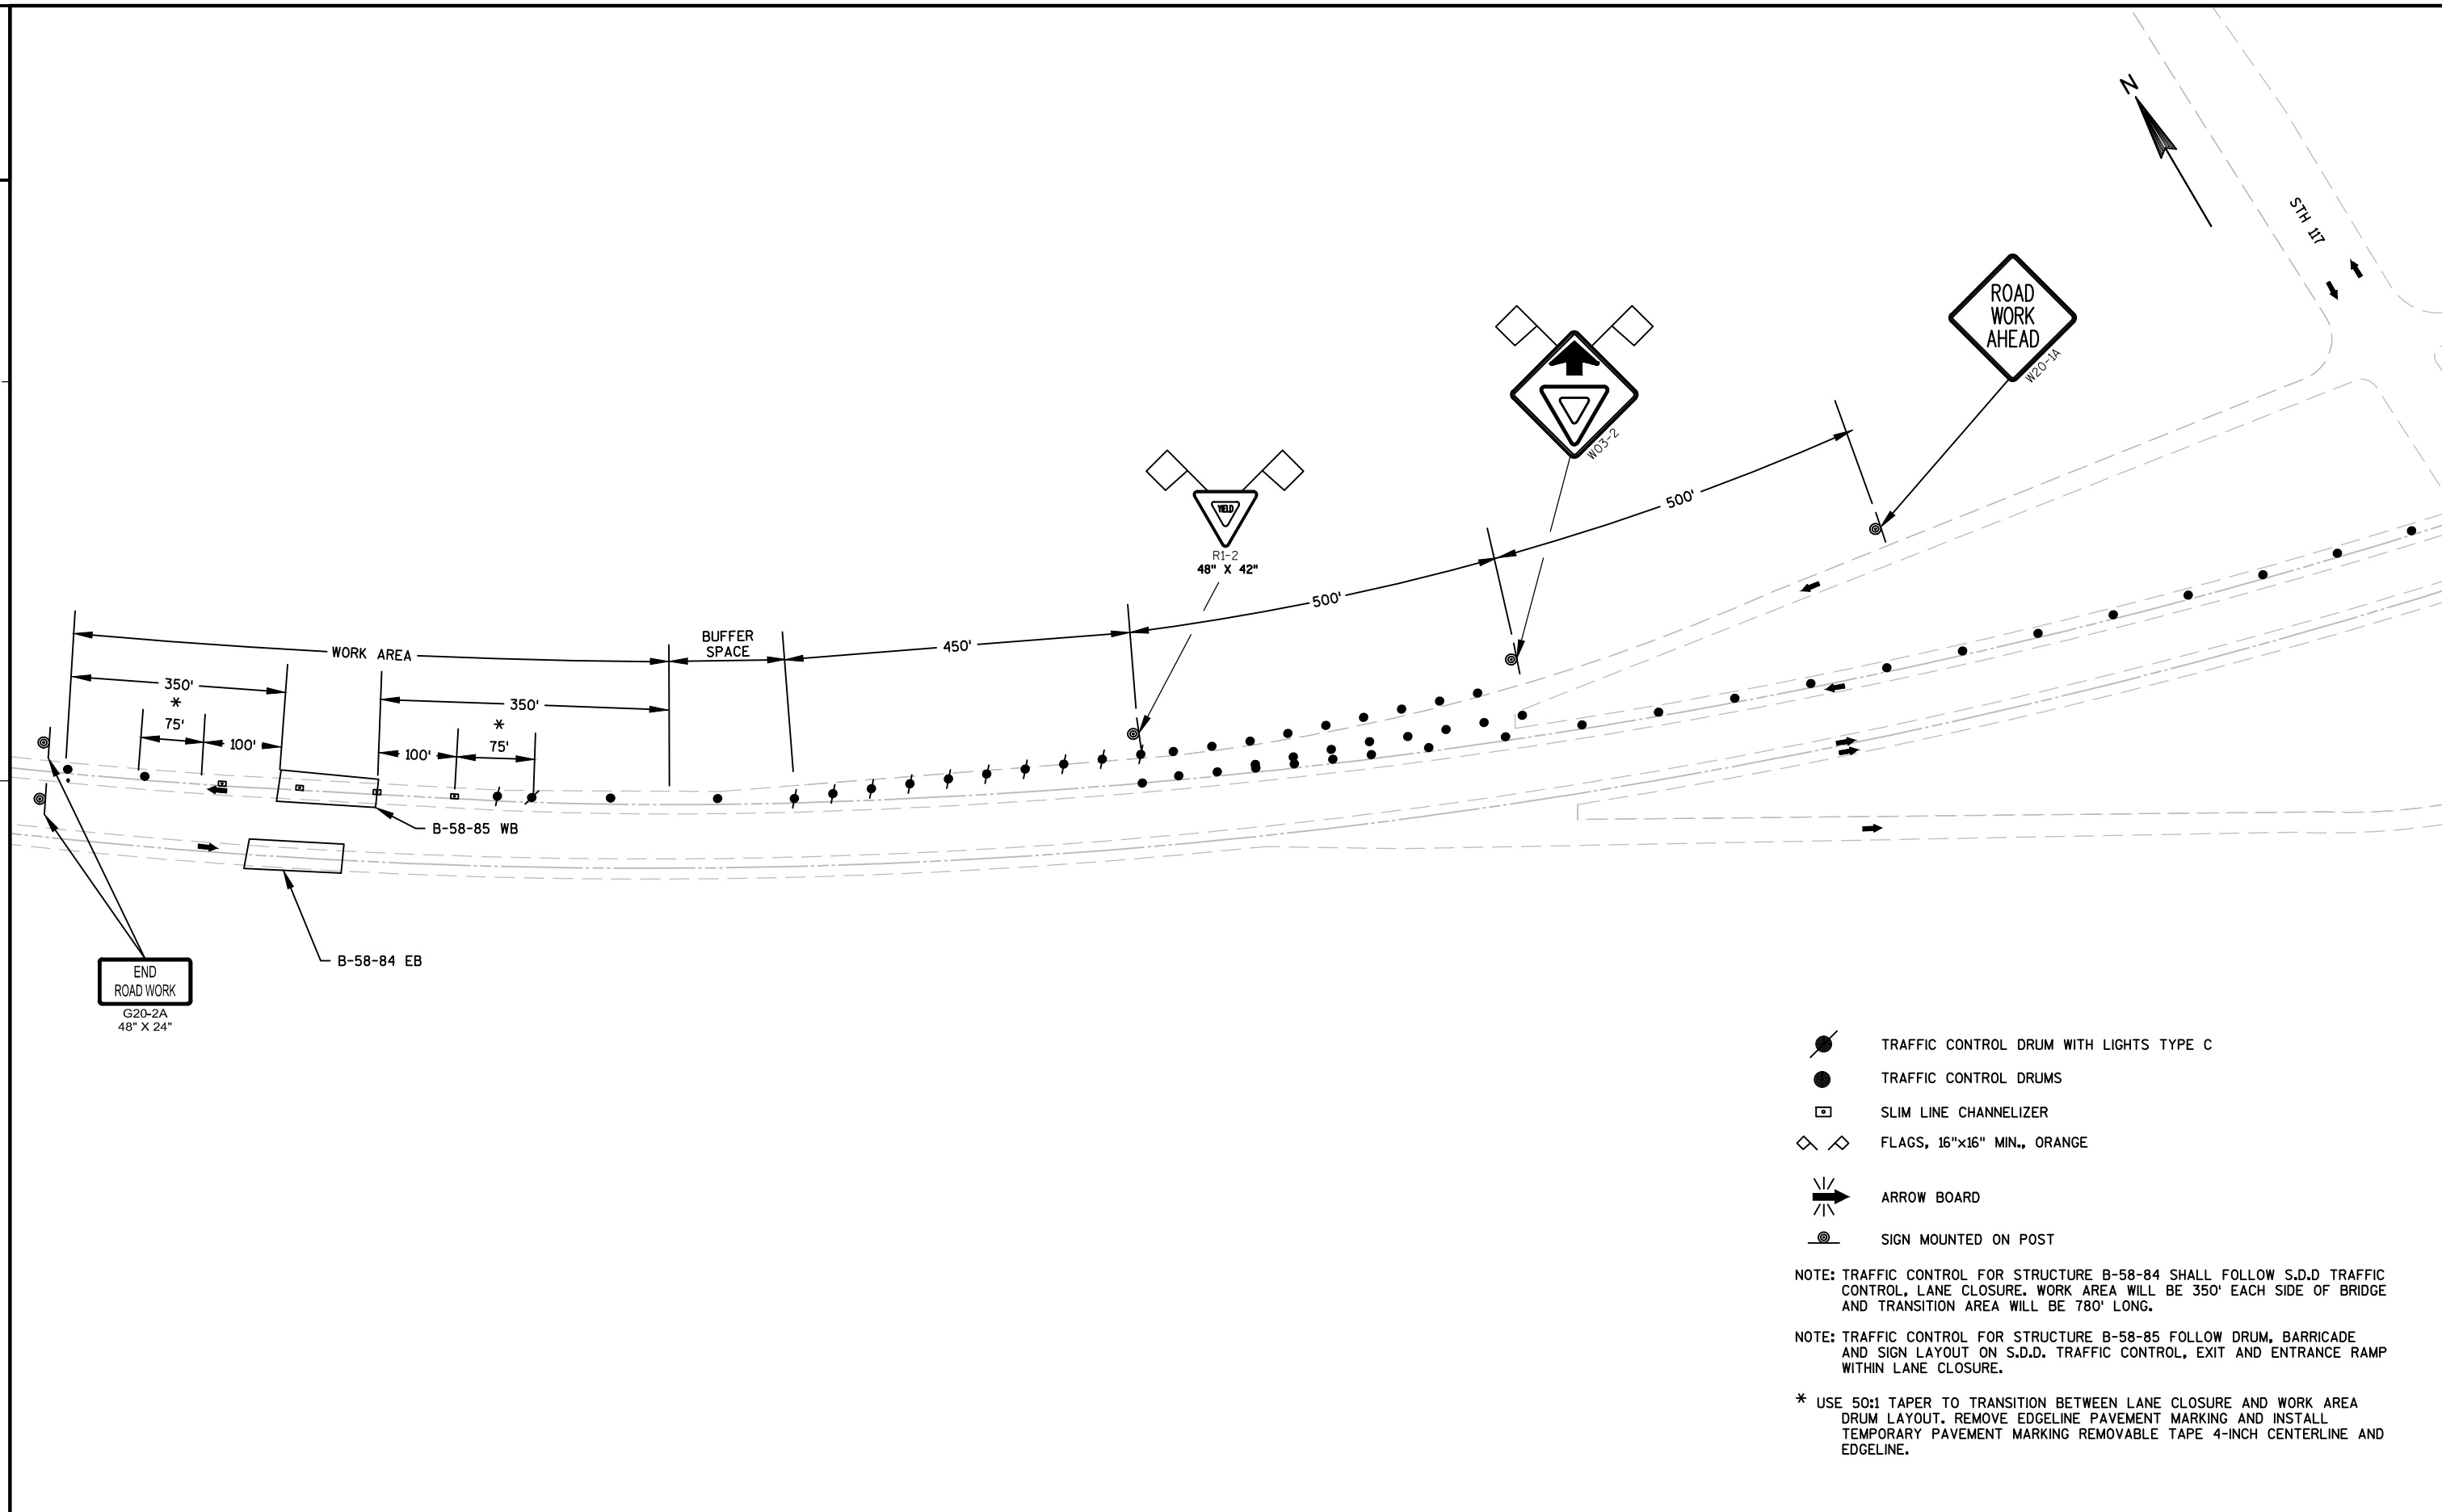 N
STH 117
ROAD
WORK
AHEAD
W20-1A
W03-2
500'
YIELD
R1-2
48" X 42"
500'
BUFFER
SPACE
450'
WORK AREA
350'
*
75'
100'
350'
*
75'
100'
B-58-85 WB
B-58-84 EB
END
ROAD WORK
G20-2A
48" X 24"
TRAFFIC CONTROL DRUM WITH LIGHTS TYPE C
TRAFFIC CONTROL DRUMS
SLIM LINE CHANNELIZER
FLAGS, 16"x16" MIN., ORANGE
ARROW BOARD
SIGN MOUNTED ON POST
NOTE: TRAFFIC CONTROL FOR STRUCTURE B-58-84 SHALL FOLLOW S.D.D TRAFFIC
CONTROL, LANE CLOSURE. WORK AREA WILL BE 350' EACH SIDE OF BRIDGE
AND TRANSITION AREA WILL BE 780' LONG.
NOTE: TRAFFIC CONTROL FOR STRUCTURE B-58-85 FOLLOW DRUM, BARRICADE
AND SIGN LAYOUT ON S.D.D. TRAFFIC CONTROL, EXIT AND ENTRANCE RAMP
WITHIN LANE CLOSURE.
* USE 50:1 TAPER TO TRANSITION BETWEEN LANE CLOSURE AND WORK AREA
DRUM LAYOUT. REMOVE EDGELINE PAVEMENT MARKING AND INSTALL
TEMPORARY PAVEMENT MARKING REMOVABLE TAPE 4-INCH CENTERLINE AND
EDGELINE.